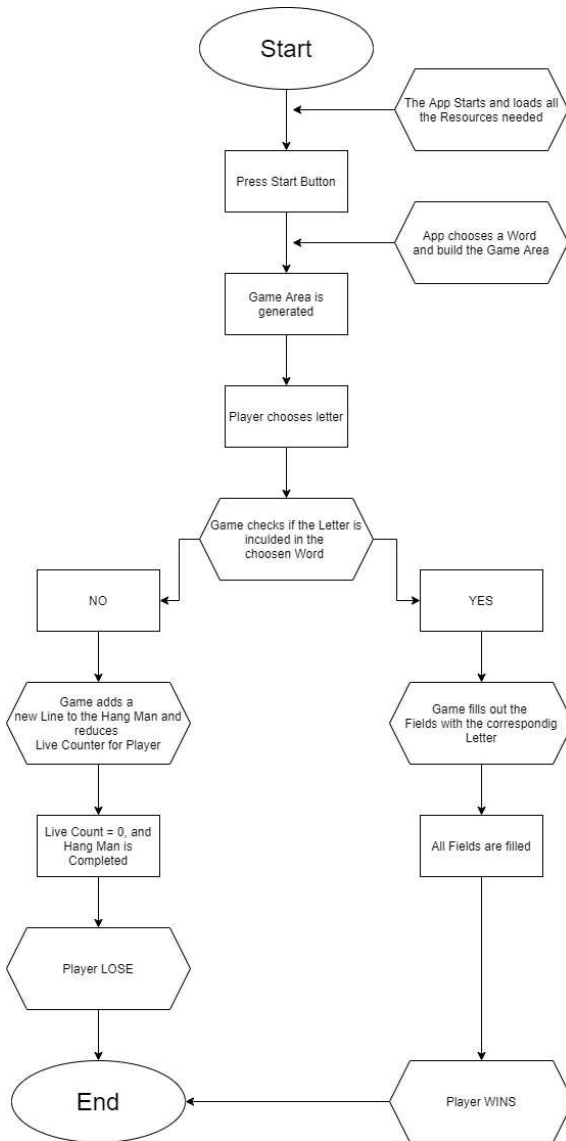 Start
The App Starts and loads all
the Resources needed
Press Start Button
App chooses a Word
and build the Game Area
Game Area is
generated
Player chooses letter
Game checks if the Letter is
inculded in the
choosen Word
NO
YES
Game adds a
new Line to the Hang Man and
reduces
Live Counter for Player
Game fills out the
Fields with the correspondig
Letter
Live Count = 0, and
Hang Man is
Completed
All Fields are filled
Player LOSE
End
Player WINS